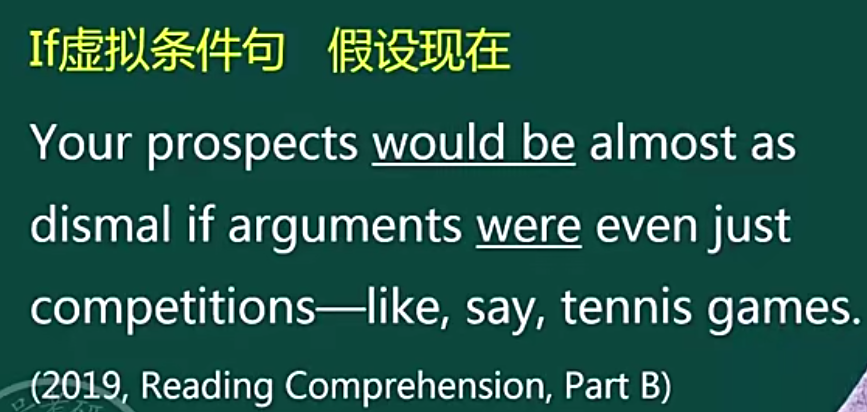 If虚拟条件句 假设现在
Your prospects would be almost as
dismal if arguments were even just
competitions—like, say, tennis games.
(2019, Reading Comprehension, Part B)